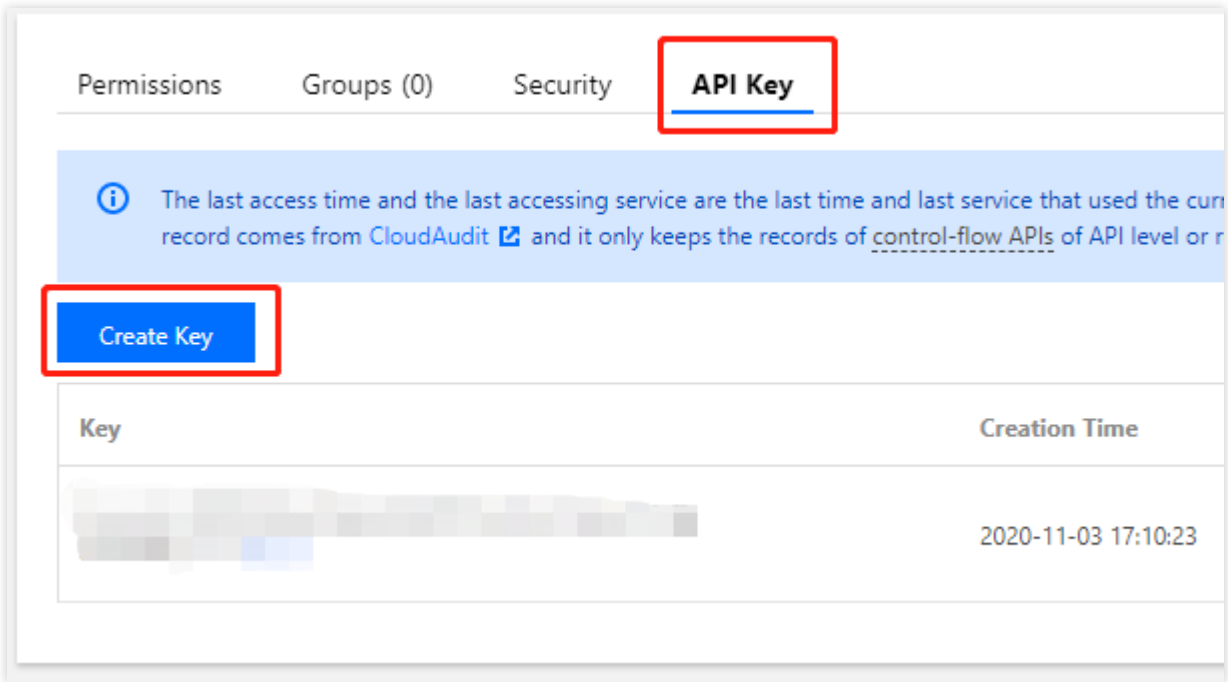 Permissions Groups (0) Security API Key
The last access time and the last accessing service are the last time and last service that used the
record comes from CloudAudit and it only keeps the records of control-flow APIs of API level or
Create Key
Key Creation Time
2020-11-03 17:10:23